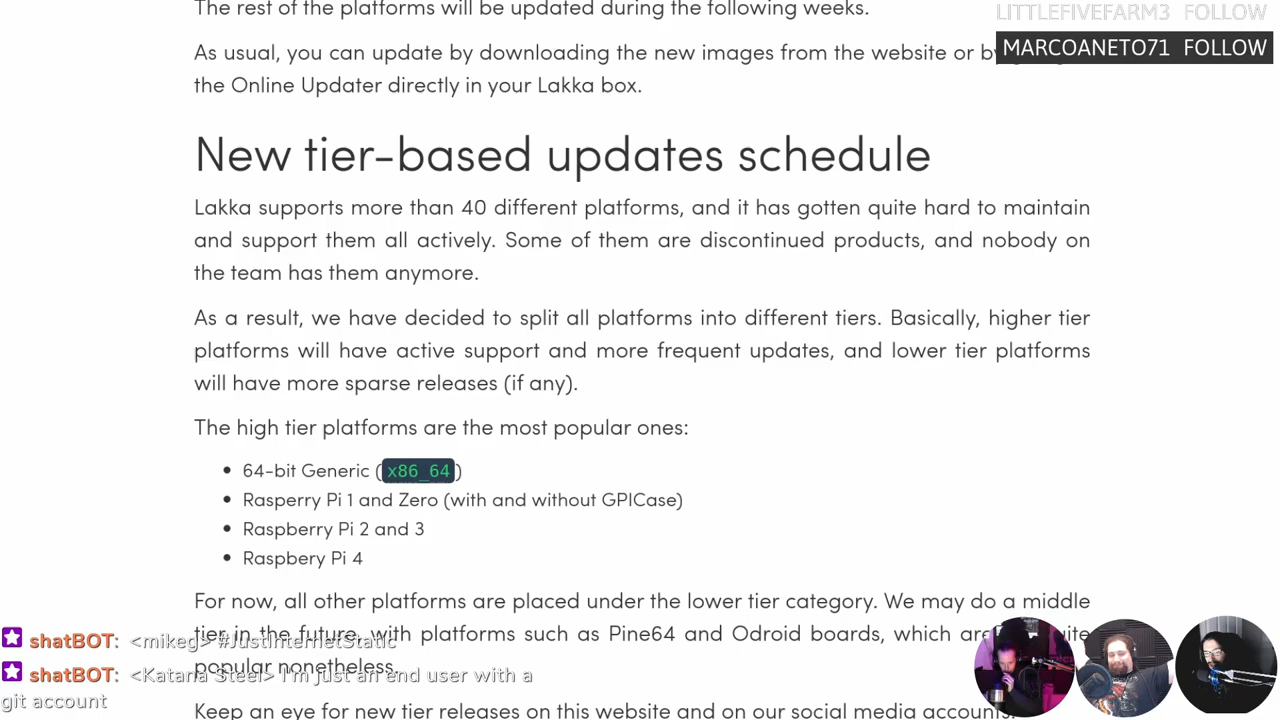 The rest of the platforms will be updated during the following weeks.
LITTLEFIVEFARM3 FOLLOW
MARCOANETO71 FOLLOW
As usual, you can update by downloading the new images from the website or by
the Online Updater directly in your Lakka box.
New tier-based updates schedule
Lakka supports more than 40 different platforms, and it has gotten quite hard to maintain
and support them all actively. Some of them are discontinued products, and nobody on
the team has them anymore.
As a result, we have decided to split all platforms into different tiers. Basically, higher tier
platforms will have active support and more frequent updates, and lower tier platforms
will have more sparse releases (if any).
The high tier platforms are the most popular ones:
• 64-bit Generic (x86_64)
• Rasperry Pi 1 and Zero (with and without GPICase)
• Raspberry Pi 2 and 3
• Raspbery Pi 4
For now, all other platforms are placed under the lower tier category. We may do a middle
tier in the future, with platforms such as Pine64 and Odroid boards, which are
popular nonetheless.
shatBOT: <mikeg> #JustInternetStatic
shatBOT: <Katana Steel> I'm just an end user with a
git account
Keep an eye for new tier releases on this website and on our social media accounts.